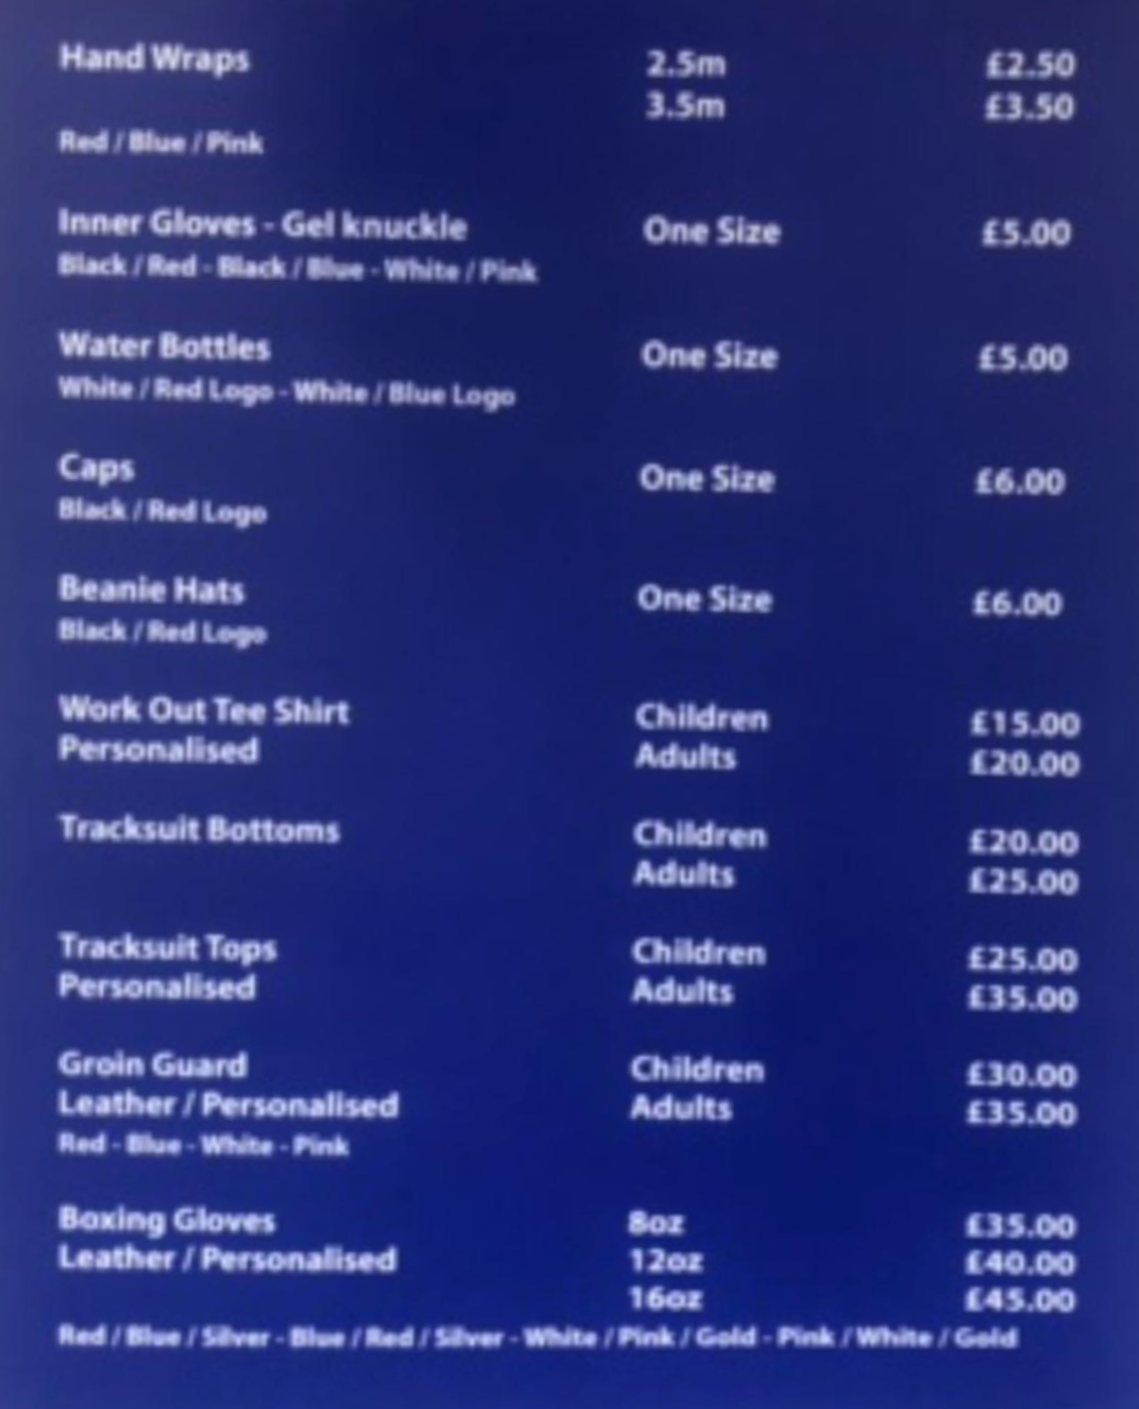 Hand Wraps 2.5m £2.50
3.5m £3.50
Red / Blue / Pink
Inner Gloves - Gel knuckle One Size £5.00
Black / Red - Black / Blue - White / Pink
Water Bottles One Size £5.00
White / Red Logo - White / Blue Logo
Caps One Size £6.00
Black / Red Logo
Beanie Hats One Size £6.00
Black / Red Logo
Work Out Tee Shirt Children £15.00
Personalised Adults £20.00
Tracksuit Bottoms Children £20.00
Adults £25.00
Tracksuit Tops Children £25.00
Personalised Adults £35.00
Groin Guard Children £30.00
Leather / Personalised Adults £35.00
Red - Blue - White - Pink
Boxing Gloves 8oz £35.00
Leather / Personalised 12oz £40.00
16oz £45.00
Red / Blue / Silver - Blue / Red / Silver - White / Pink / Gold - Pink / White / Gold